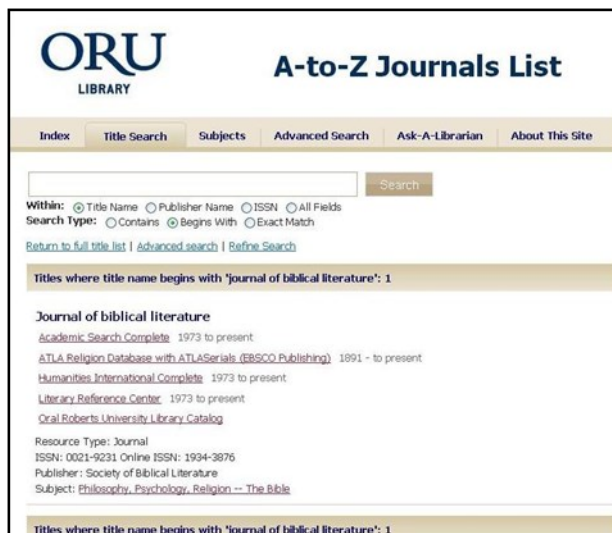 ORU
LIBRARY
A-to-Z Journals List
Index Title Search Subjects Advanced Search Ask-A-Librarian About This Site
Search
Within: Title Name Publisher Name ISSN All Fields
Search Type: Contains Begins With Exact Match
Return to full title list | Advanced search | Refine Search
Titles where title name begins with 'journal of biblical literature': 1
Journal of biblical literature
Academic Search Complete 1973 to present
ATLA Religion Database with ATLASerials (EBSCO Publishing) 1891 - to present
Humanities International Complete 1973 to present
Literary Reference Center 1973 to present
Oral Roberts University Library Catalog
Resource Type: Journal
ISSN: 0021-9231 Online ISSN: 1934-3876
Publisher: Society of Biblical Literature
Subject: Philosophy, Psychology, Religion -- The Bible
Titles where title name begins with 'journal of biblical literature': 1